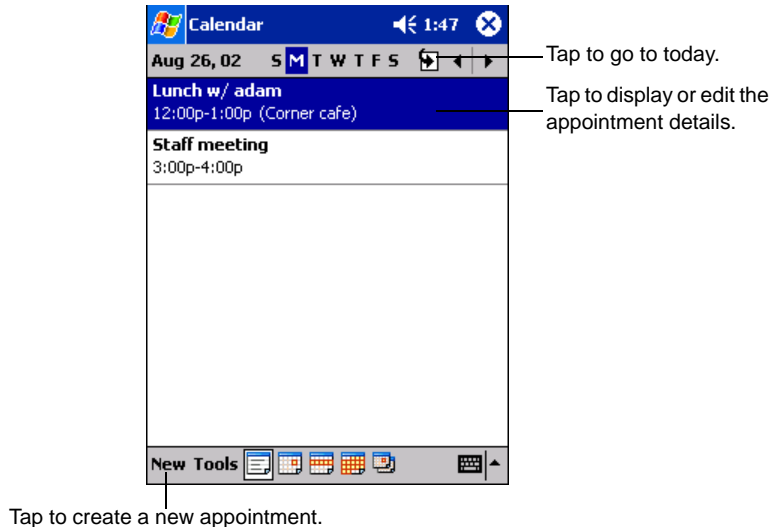 Calendar 1:47
Aug 26, 02 S M T W T F S
Tap to go to today.
Lunch w/ adam
12:00p-1:00p (Corner cafe)
Tap to display or edit the
appointment details.
Staff meeting
3:00p-4:00p
New Tools
Tap to create a new appointment.